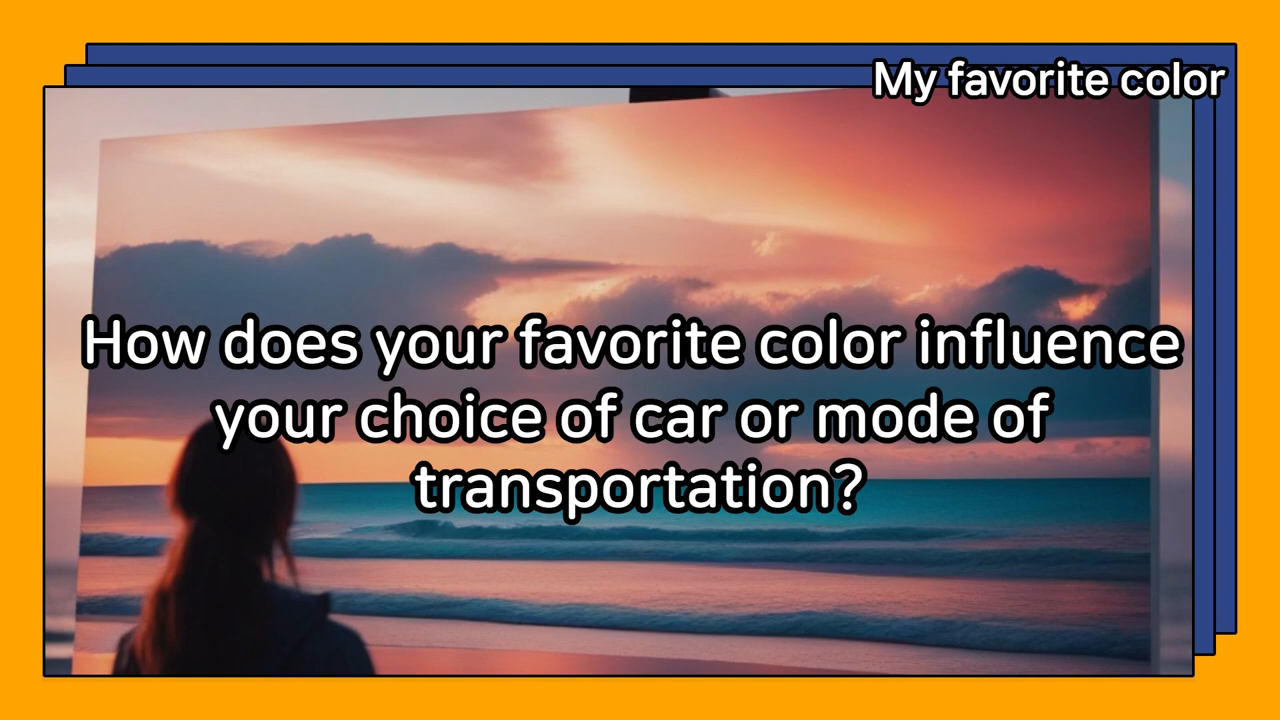 My favorite color
How does your favorite color influence
your choice of car or mode of
transportation?